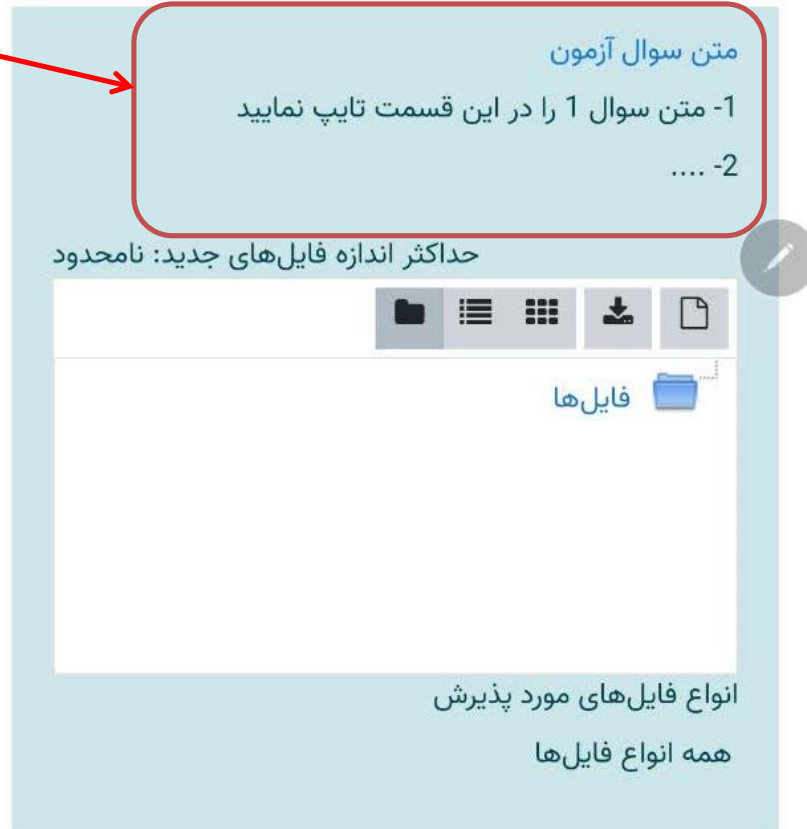 متن سوال آزمون
1- متن سوال 1 را در این قسمت تایپ نمایید
2- ....
حداکثر اندازه فایل‌های جدید: نامحدود
فایل‌ها
انواع فایل‌های مورد پذیرش
همه انواع فایل‌ها